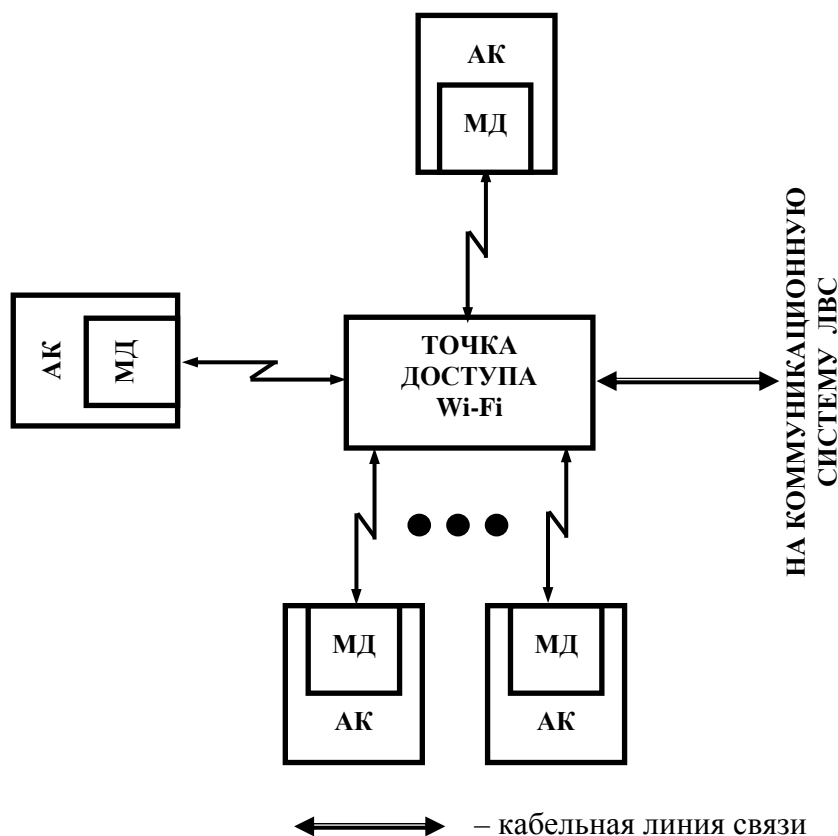 АК
МД
АК
МД
ТОЧКА
ДОСТУПА
Wi-Fi
НА КОММУНИКАЦИОННУЮ
СИСТЕМУ ЛВС
МД
АК
МД
АК
– кабельная линия связи